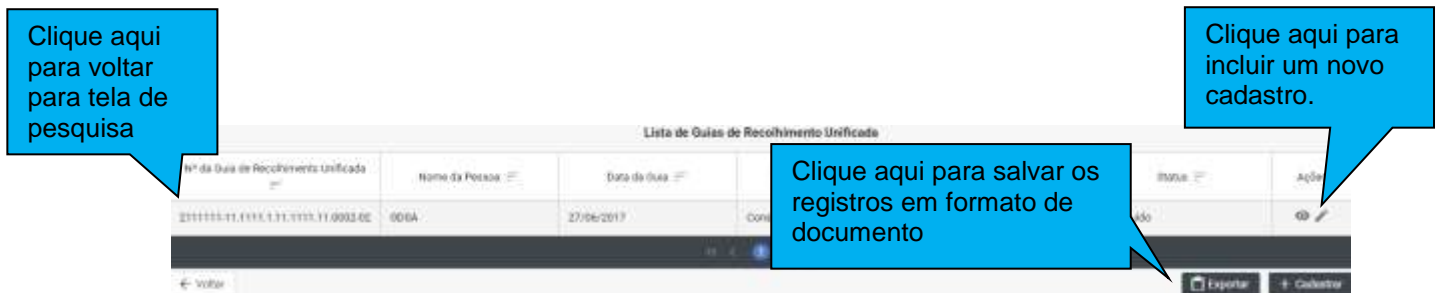 Clique aqui
para voltar
para tela de
pesquisa
Clique aqui para
incluir um novo
cadastro.
Lista de Guias de Recolhimento Unificada
Nº da Guia de Recolhimento Unificada
Nome da Pessoa
Data da Guia
Clique aqui para salvar os
registros em formato de
documento
Status
27/06/2017
← Voltar
Exportar
+ Cadastrar